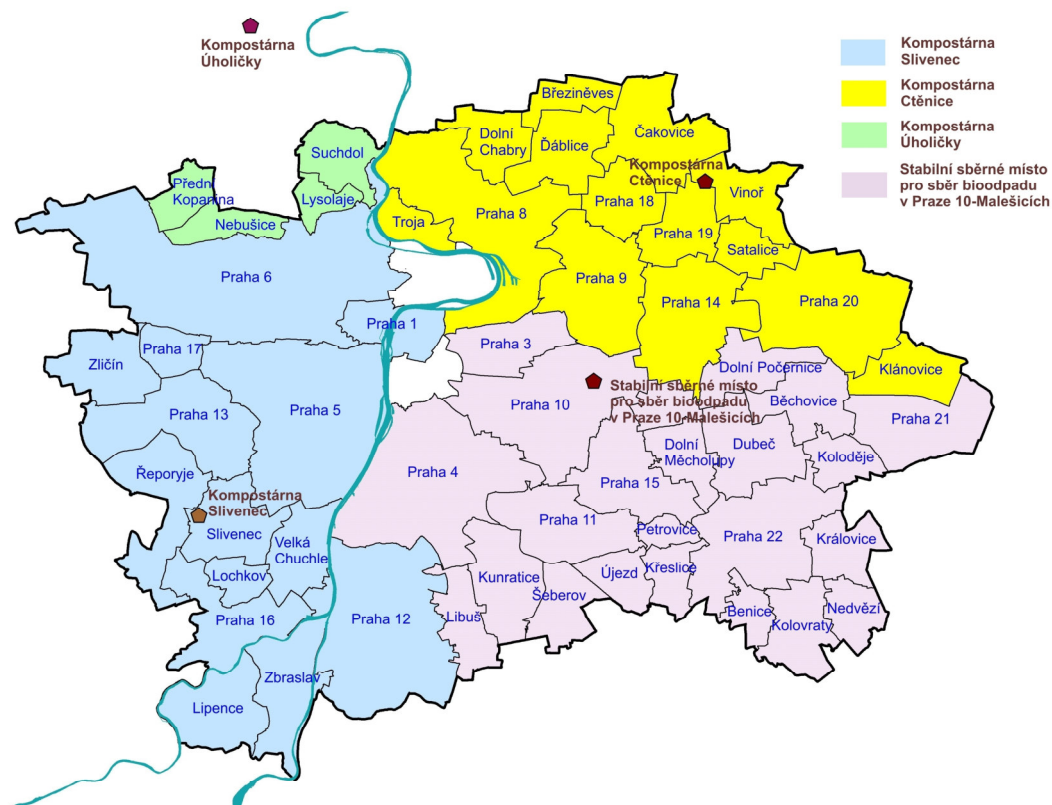 Kompostárna
Úholičky
Kompostárna
Slivenec
Kompostárna
Ctěnice
Kompostárna
Úholičky
Stabilní sběrné místo
pro sběr bioodpadu
v Praze 10-Malešicích
Březiněves
Dolní
Chabry
Ďáblice
Čakovice
Suchdol
Kompostárna
Ctěnice
Přední
Kopanina
Lysolaje
Vinoř
Nebušice
Troja
Praha 8
Praha 18
Praha 19
Satalice
Praha 6
Praha 9
Praha 14
Praha 20
Praha 1
Praha 3
Praha 17
Zličín
Dolní Počernice
Klánovice
Stabilní sběrné místo
pro sběr bioodpadu
v Praze 10-Malešicích
Praha 10
Běchovice
Praha 13
Praha 5
Praha 21
Dolní
Měcholupy
Dubeč
Koloděje
Řeporyje
Praha 4
Praha 15
Kompostárna
Slivenec
Slivenec
Velká
Chuchle
Praha 11
Petrovice
Praha 22
Královice
Lochkov
Kunratice
Šeberov
Újezd
Křeslice
Praha 16
Praha 12
Libuš
Benice
Kolovraty
Nedvězí
Zbraslav
Lipence